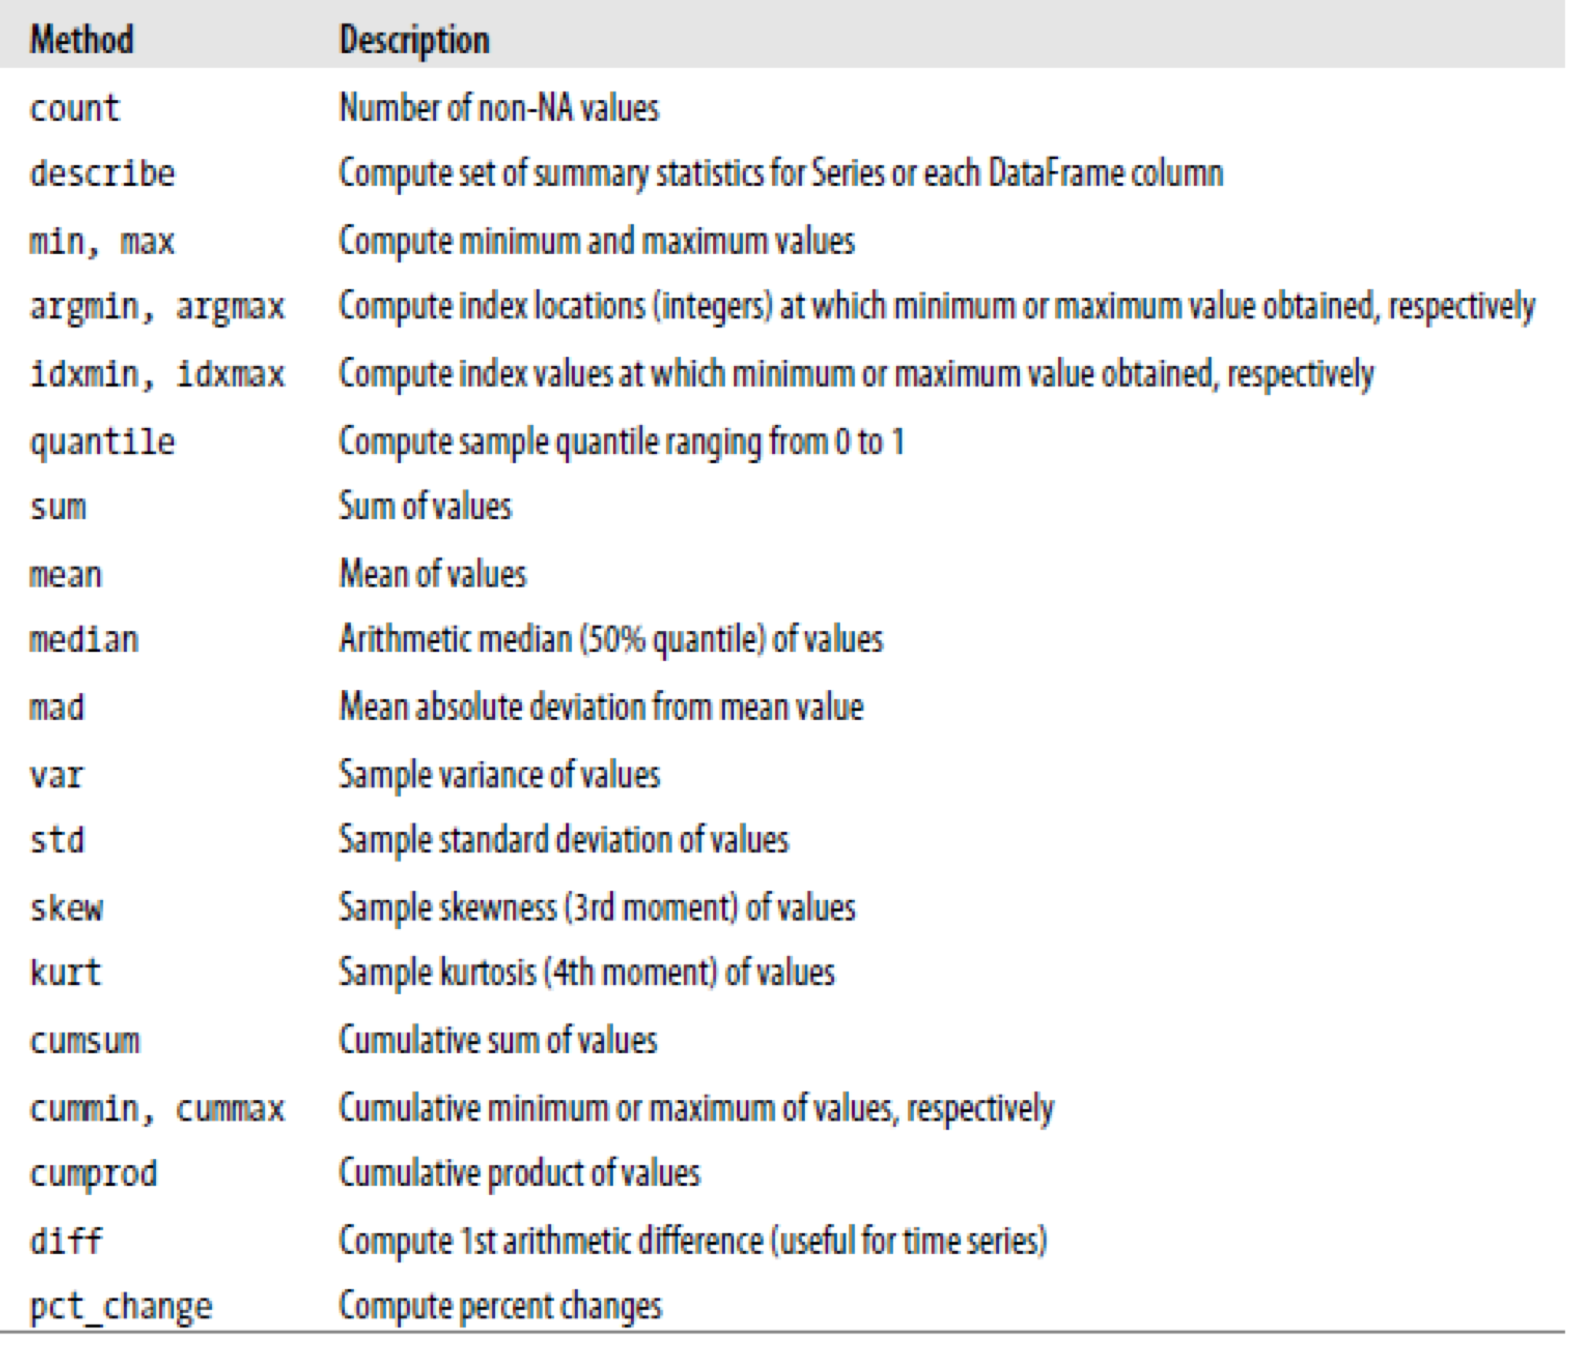 Method Description
count Number of non-NA values
describe Compute set of summary statistics for Series or each DataFrame column
min, max Compute minimum and maximum values
argmin, argmax Compute index locations (integers) at which minimum or maximum value obtained, respectively
idxmin, idxmax Compute index values at which minimum or maximum value obtained, respectively
quantile Compute sample quantile ranging from 0 to 1
sum Sum of values
mean Mean of values
median Arithmetic median (50% quantile) of values
mad Mean absolute deviation from mean value
var Sample variance of values
std Sample standard deviation of values
skew Sample skewness (3rd moment) of values
kurt Sample kurtosis (4th moment) of values
cumsum Cumulative sum of values
cummin, cummax Cumulative minimum or maximum of values, respectively
cumprod Cumulative product of values
diff Compute 1st arithmetic difference (useful for time series)
pct_change Compute percent changes